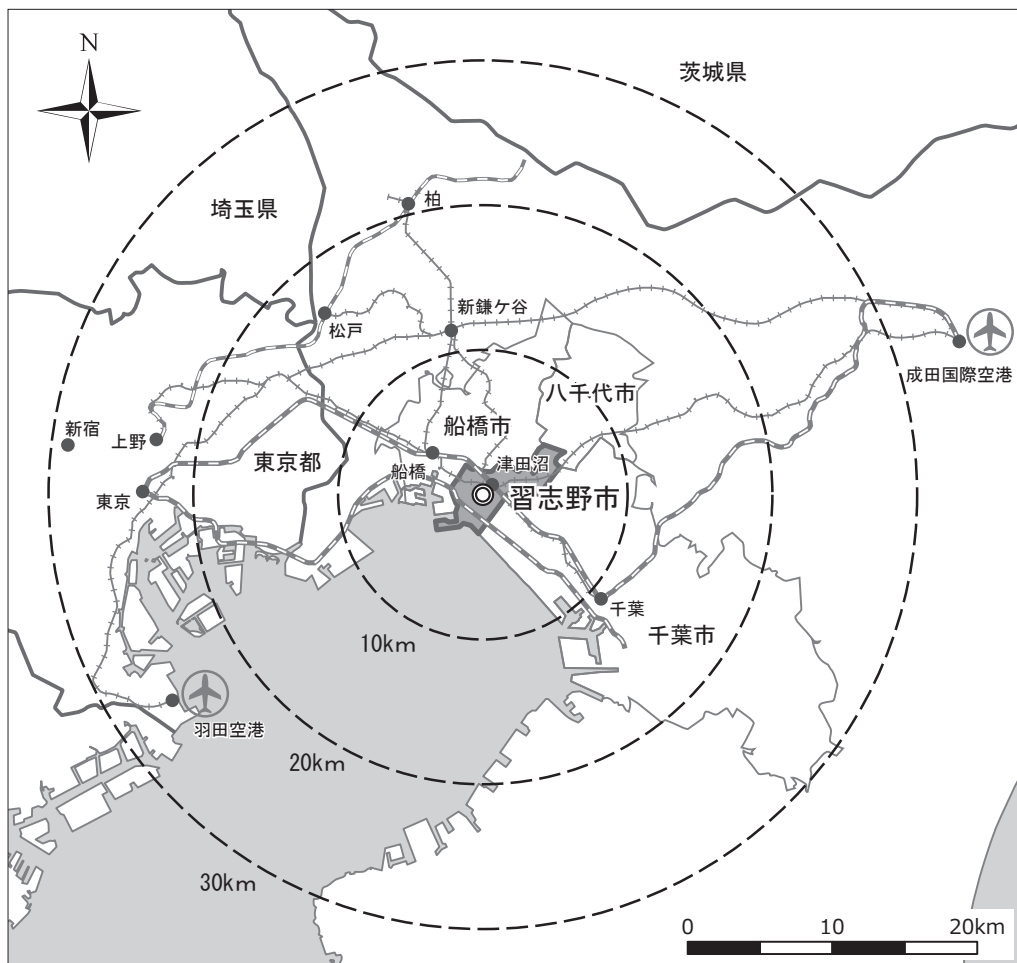 N
茨城県
埼玉県
柏
新鎌ケ谷
松戸
成田国際空港
八千代市
船橋市
新宿
上野
東京都
船橋
津田沼
習志野市
東京
千葉
千葉市
10km
羽田空港
20km
30km
0 10 20km